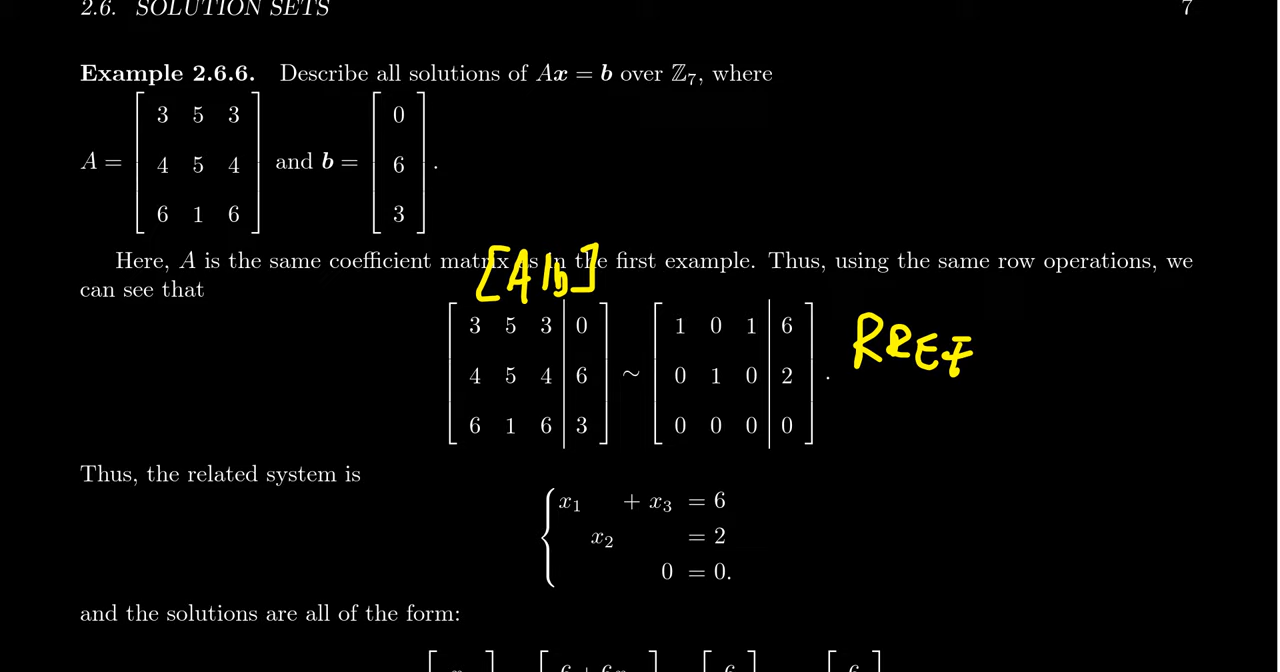 2.6. SOLUTION SETS 7
Example 2.6.6. Describe all solutions of Ax = b over ℤ₇, where
A = [ 3 5 3 ; 4 5 4 ; 6 1 6 ] and b = [ 0 ; 6 ; 3 ].
Here, A is the same coefficient matrix as in the first example. Thus, using the same row operations, we
can see that
[A|b]
[ 3 5 3 | 0 ; 4 5 4 | 6 ; 6 1 6 | 3 ] ~ [ 1 0 1 | 6 ; 0 1 0 | 2 ; 0 0 0 | 0 ]. RREF
Thus, the related system is
x₁ + x₃ = 6
x₂ = 2
0 = 0.
and the solutions are all of the form: